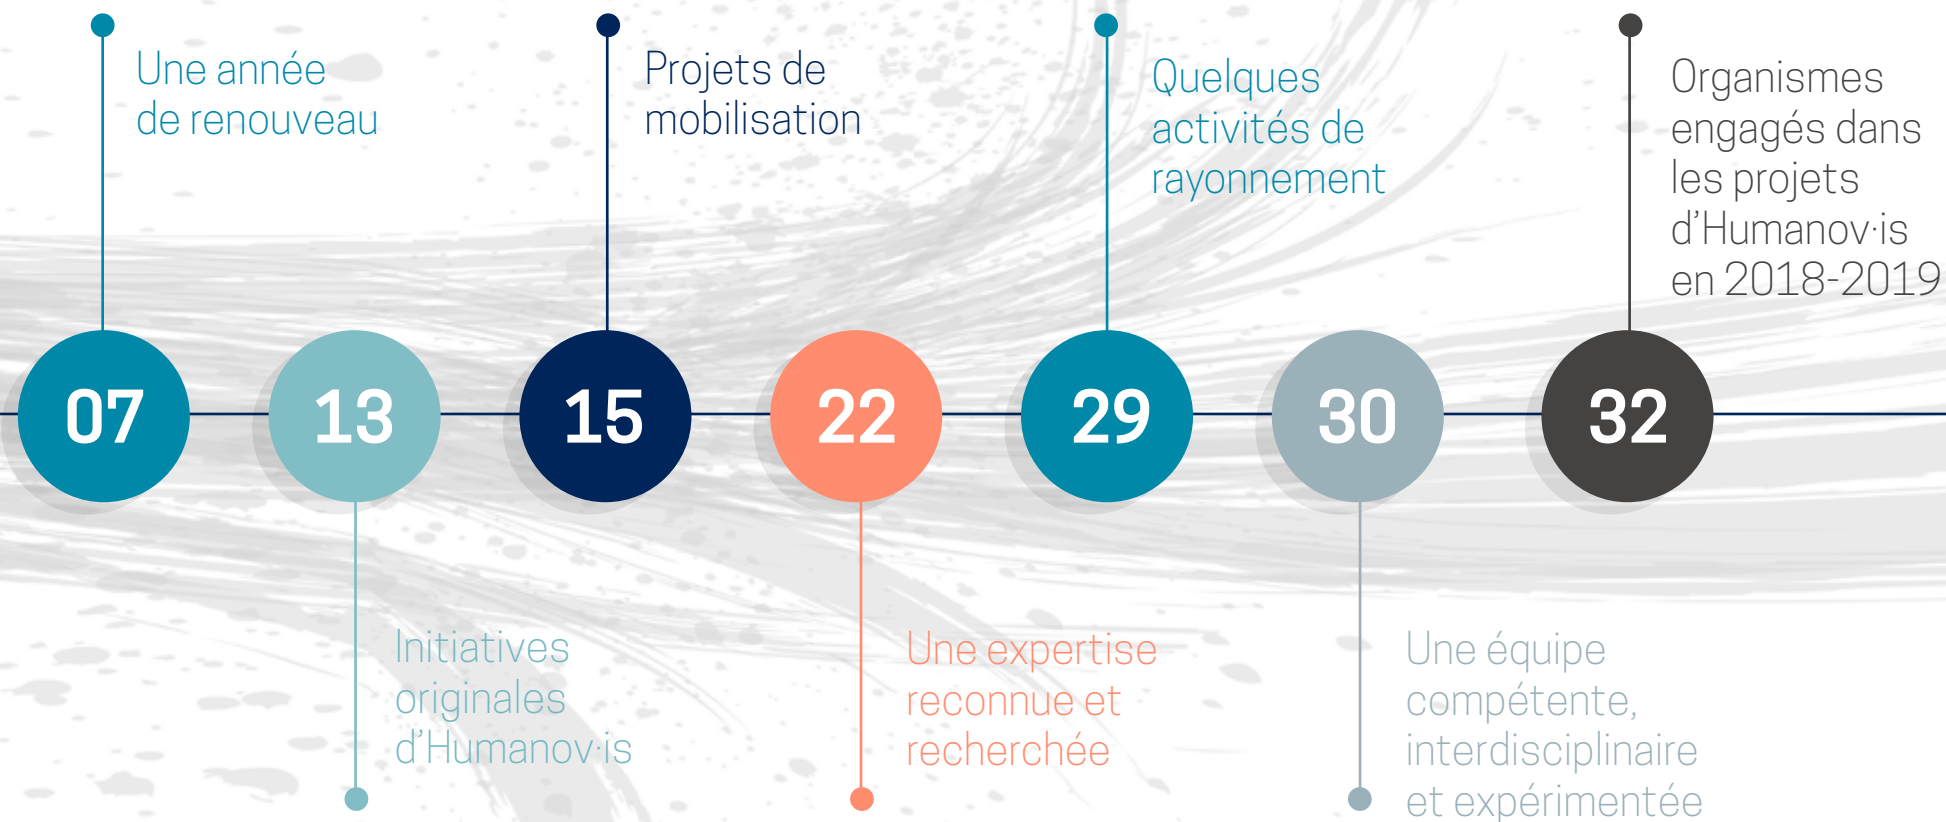 Une année
de renouveau
Projets de
mobilisation
Quelques
activités de
rayonnement
Organismes
engagés dans
les projets
d’Humanov·is
en 2018-2019
07
13
15
22
29
30
32
Initiatives
originales
d’Humanov·is
Une expertise
reconnue et
recherchée
Une équipe
compétente,
interdisciplinaire
et expérimentée